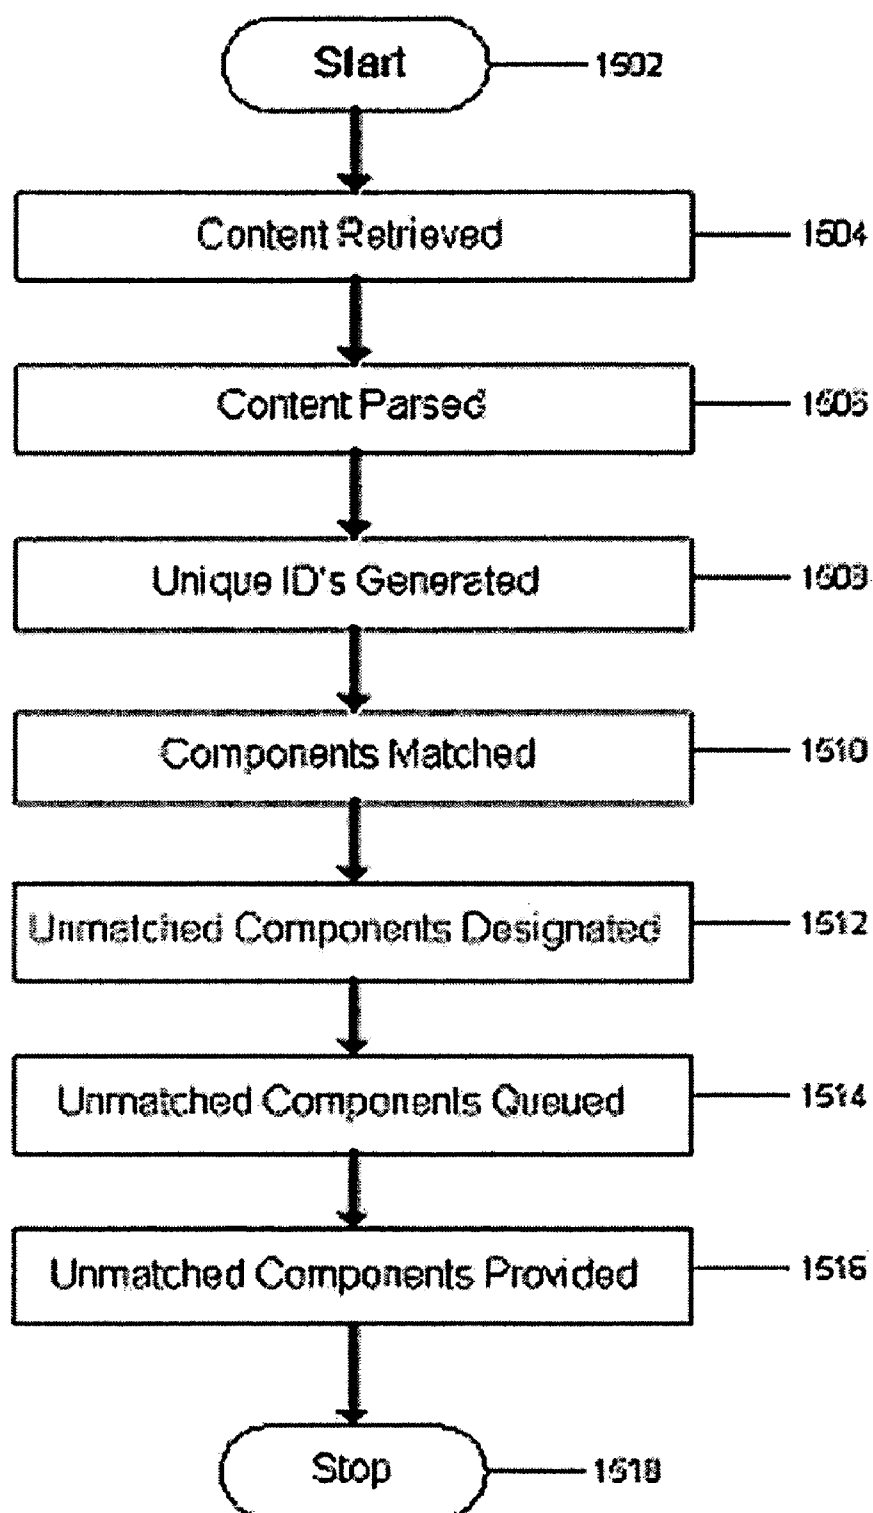 Start
1502
Content Retrieved
1504
Content Parsed
1506
Unique ID's Generated
1508
Components Matched
1510
Unmatched Components Designated
1512
Unmatched Components Queued
1514
Unmatched Components Provided
1516
Stop
1518